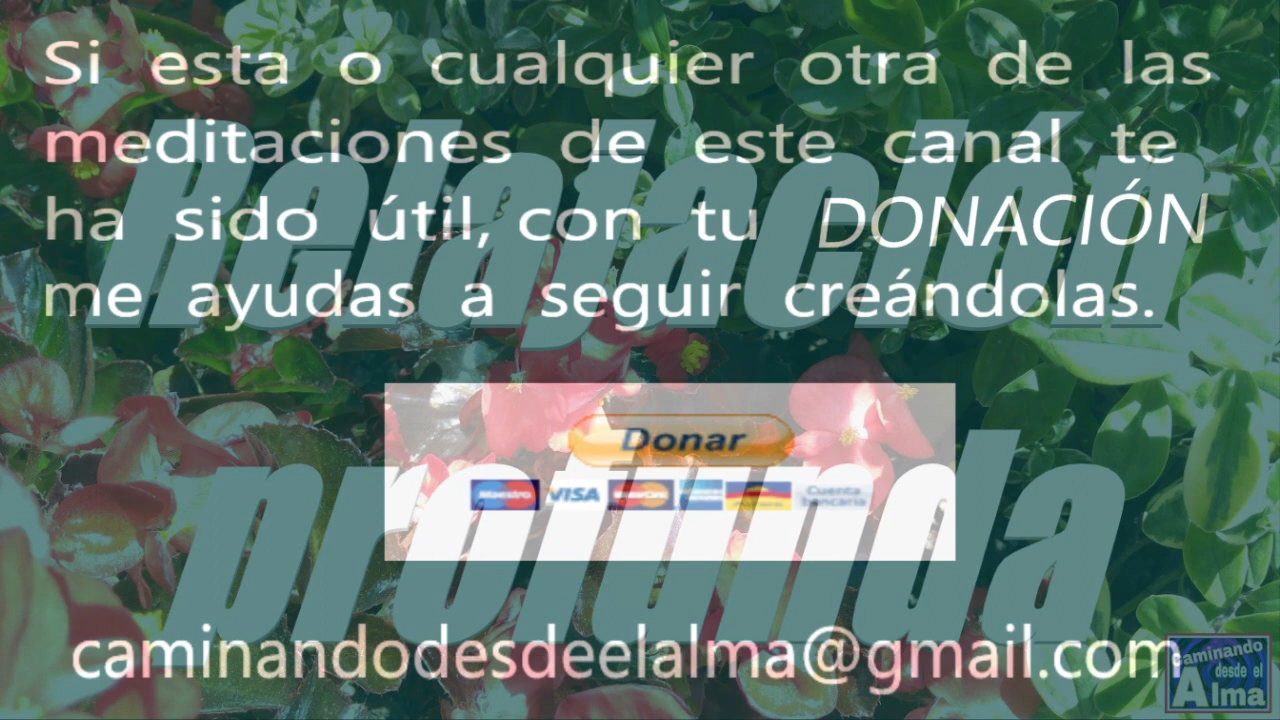 Si esta o cualquier otra de las
meditaciones de este canal te
ha sido útil, con tu DONACIÓN
me ayudas a seguir creándolas.
Relajación
profunda
Donar
Maestro VISA MasterCard Cuenta
bancaria
caminandodesdeelalma@gmail.com
caminando
desde el
Alma